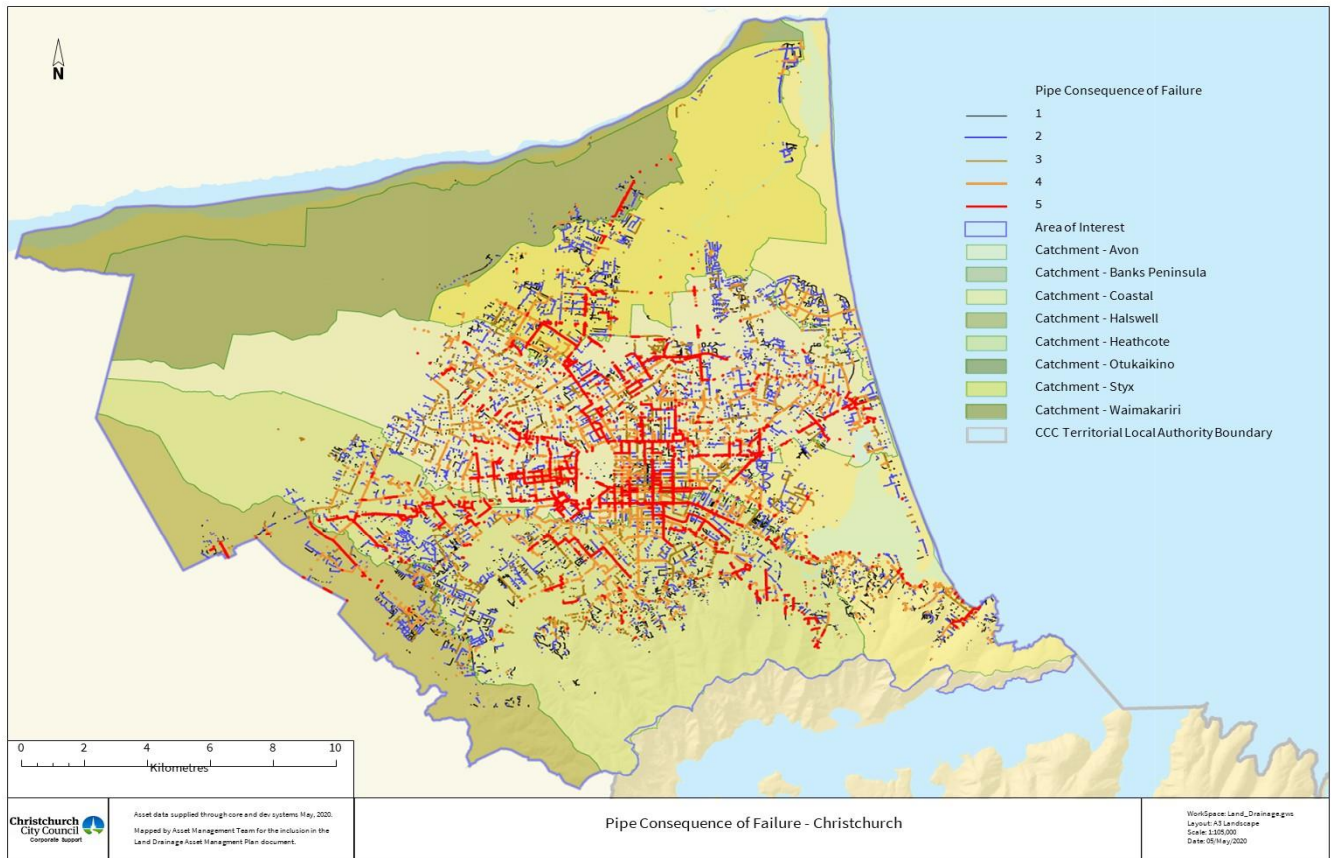 N
Pipe Consequence of Failure
1
2
3
4
5
Area of Interest
Catchment - Avon
Catchment - Banks Peninsula
Catchment - Coastal
Catchment - Halswell
Catchment - Heathcote
Catchment - Otukaikino
Catchment - Styx
Catchment - Waimakariri
CCC Territorial Local Authority Boundary
0 2 4 6 8 10
Kilometres
Christchurch
City Council
Corporate Support
Asset data supplied through core and dev systems May, 2020.
Mapped by Asset Management Team for the inclusion in the
Land Drainage Asset Managment Plan document.
Pipe Consequence of Failure - Christchurch
WorkSpace: Land_Drainage.gws
Layout: A3 Landscape
Scale: 1:105,000
Date: 05/May/2020